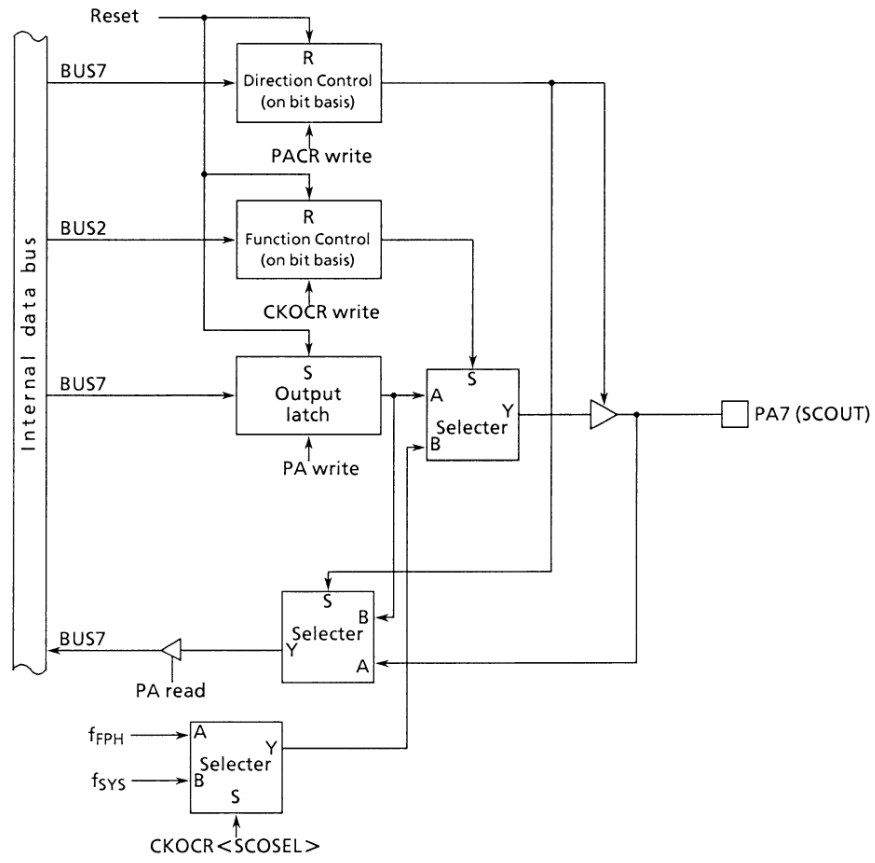 Reset
BUS7
R
Direction Control
(on bit basis)
PACR write
BUS2
R
Function Control
(on bit basis)
CKOCR write
Internal data bus
BUS7
S
Output
latch
PA write
S
A
Y
Selecter
B
PA7 (SCOUT)
S
B
Selecter
Y
A
BUS7
PA read
fFPH
A
Y
Selecter
fSYS
B
S
CKOCR<SCOSEL>